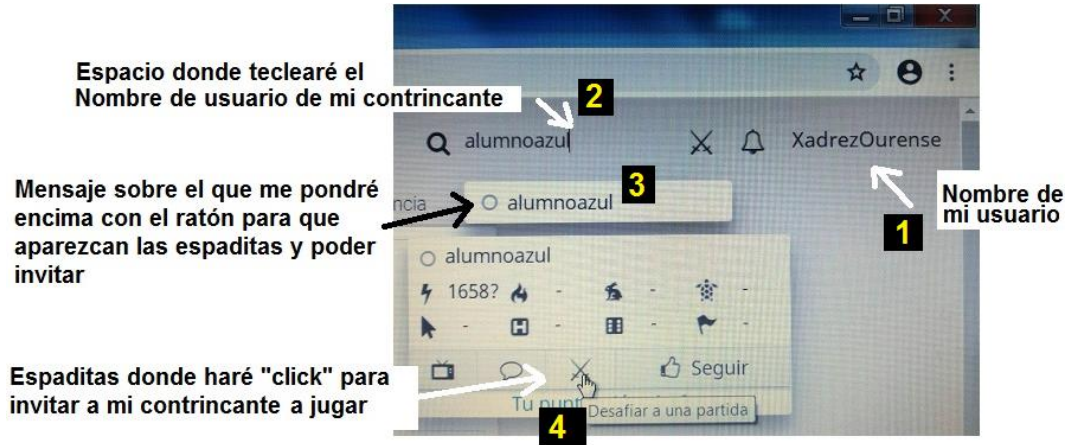 Espacio donde teclearé el
Nombre de usuario de mi contrincante
2
alumnoazul
XadrezOurense
Mensaje sobre el que me pondré
encima con el ratón para que
aparezcan las espaditas y poder
invitar
ncia
alumnoazul
3
Nombre de
mi usuario
1
alumnoazul
1658? - - -
- - - -
Espaditas donde haré "click" para
invitar a mi contrincante a jugar
Seguir
Tu
4
Desafiar a una partida